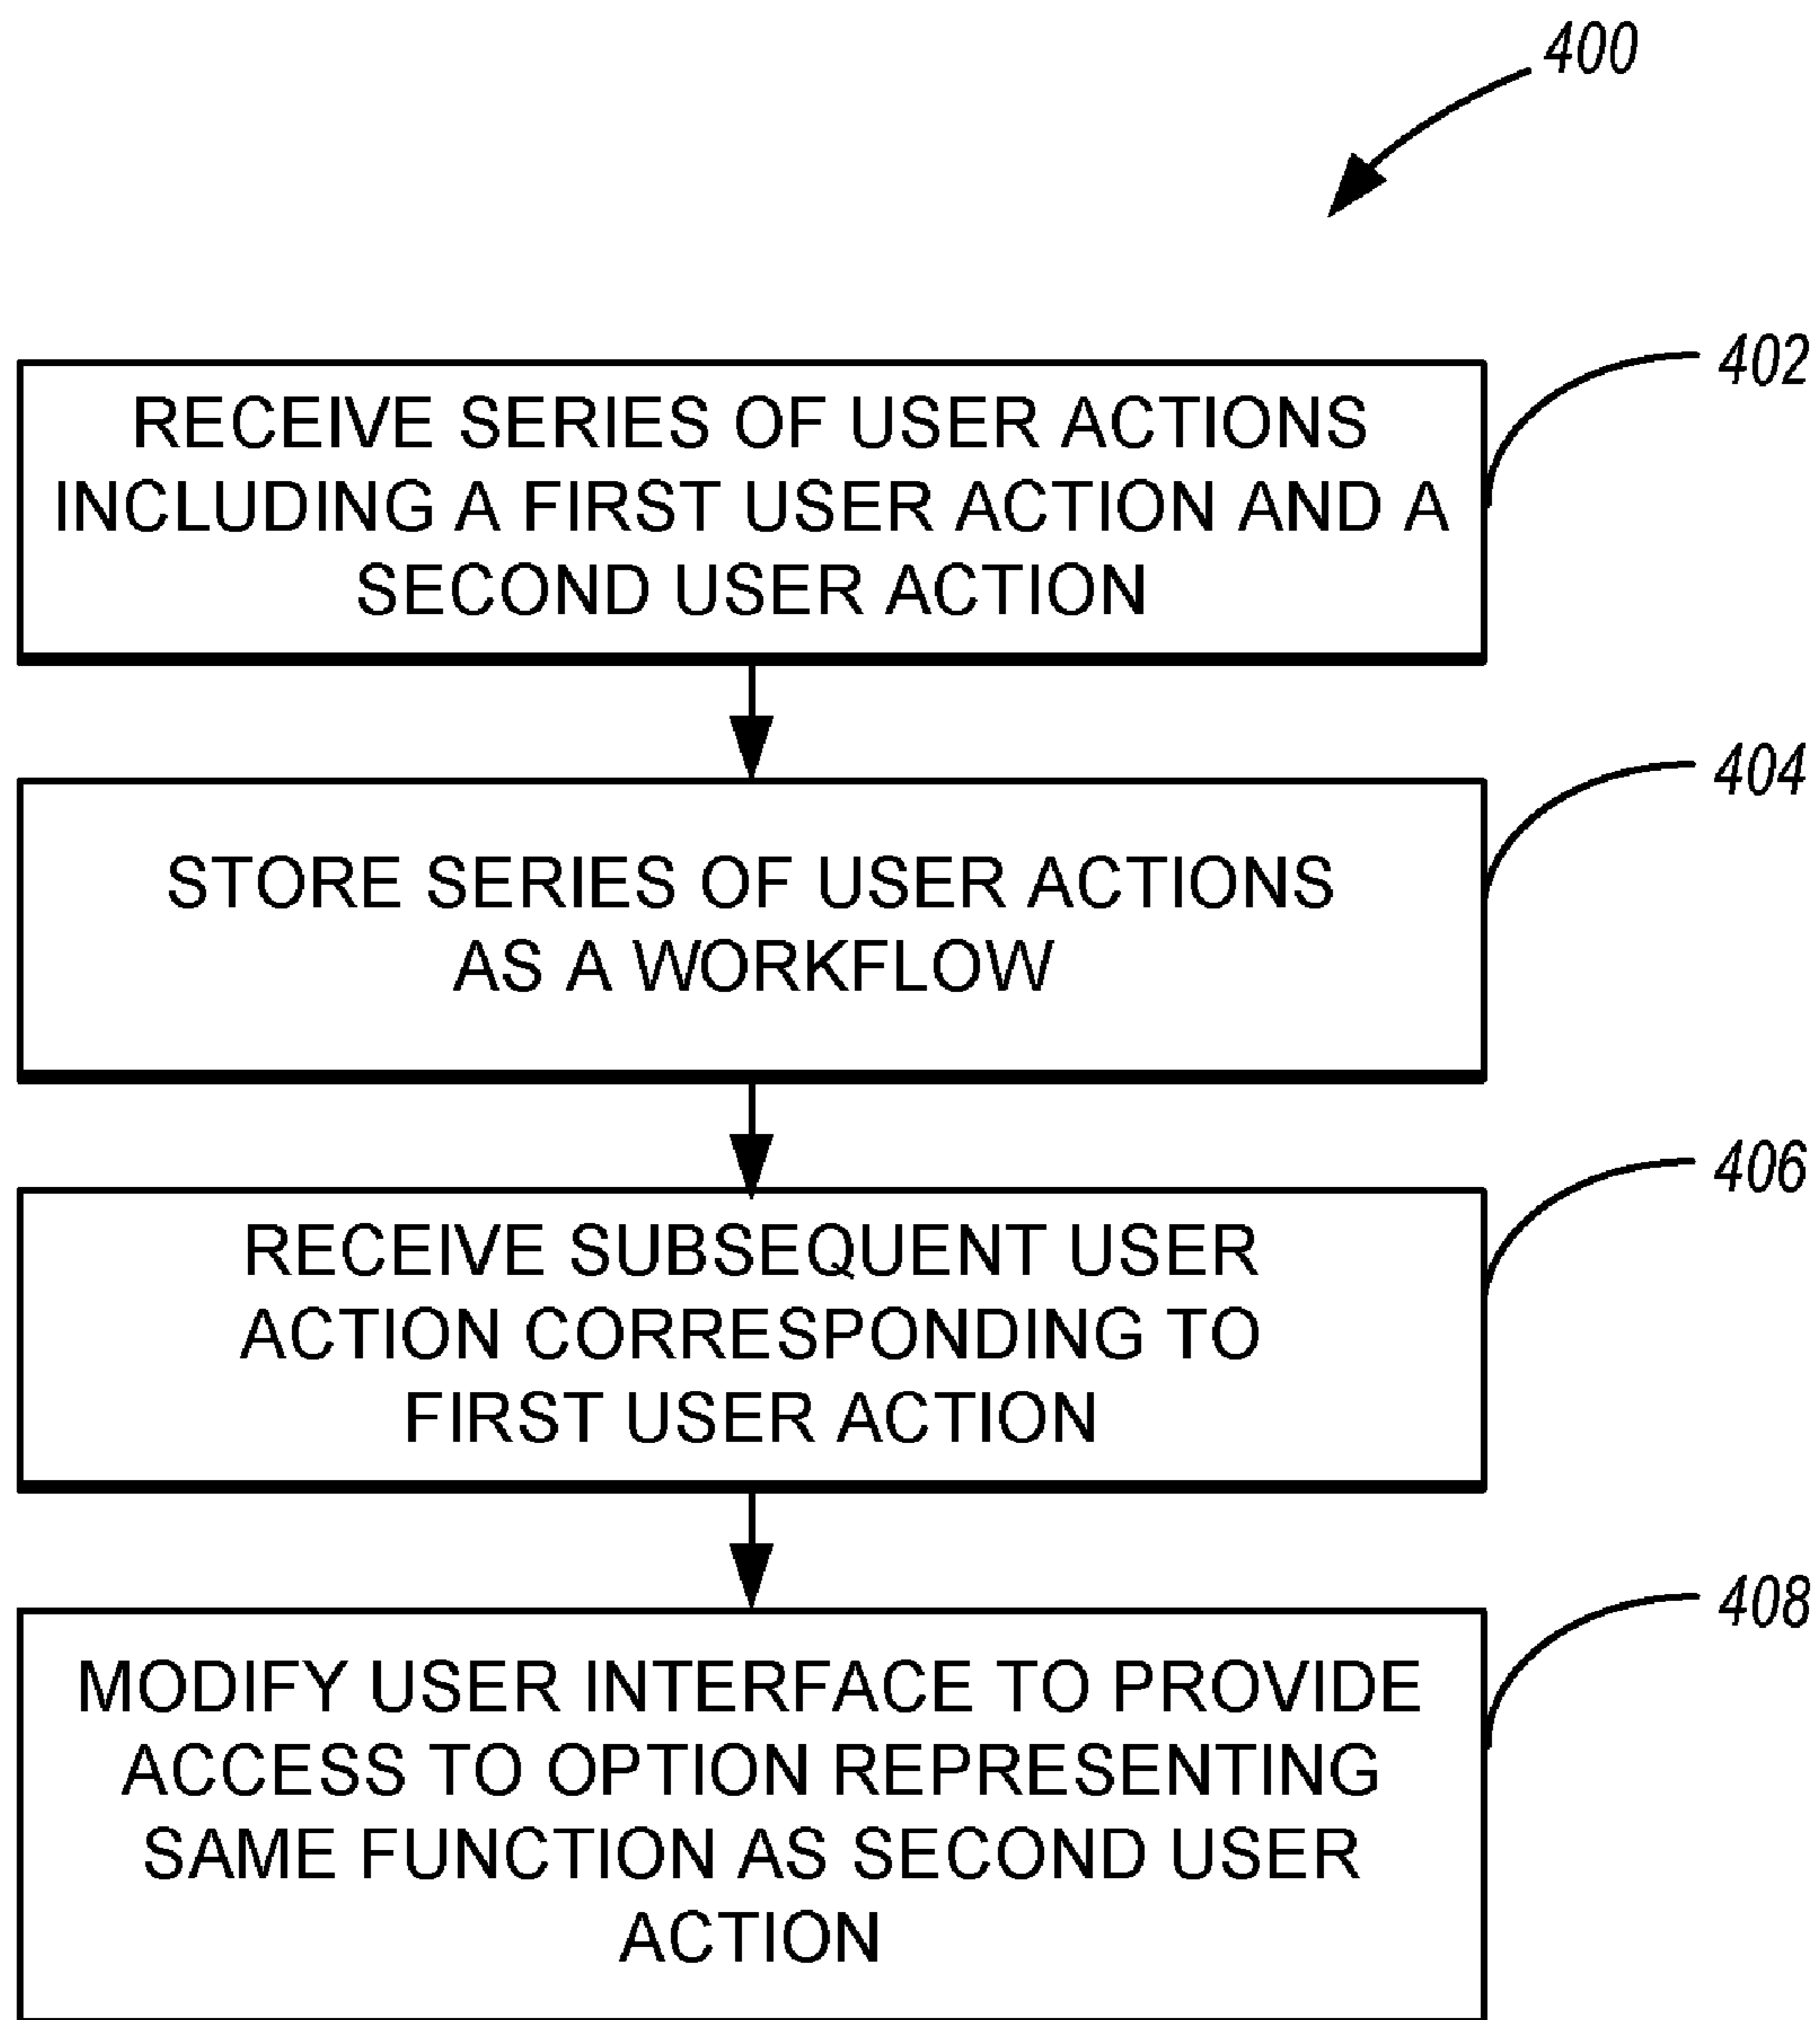 400
402
RECEIVE SERIES OF USER ACTIONS
INCLUDING A FIRST USER ACTION AND A
SECOND USER ACTION
404
STORE SERIES OF USER ACTIONS
AS A WORKFLOW
406
RECEIVE SUBSEQUENT USER
ACTION CORRESPONDING TO
FIRST USER ACTION
408
MODIFY USER INTERFACE TO PROVIDE
ACCESS TO OPTION REPRESENTING
SAME FUNCTION AS SECOND USER
ACTION